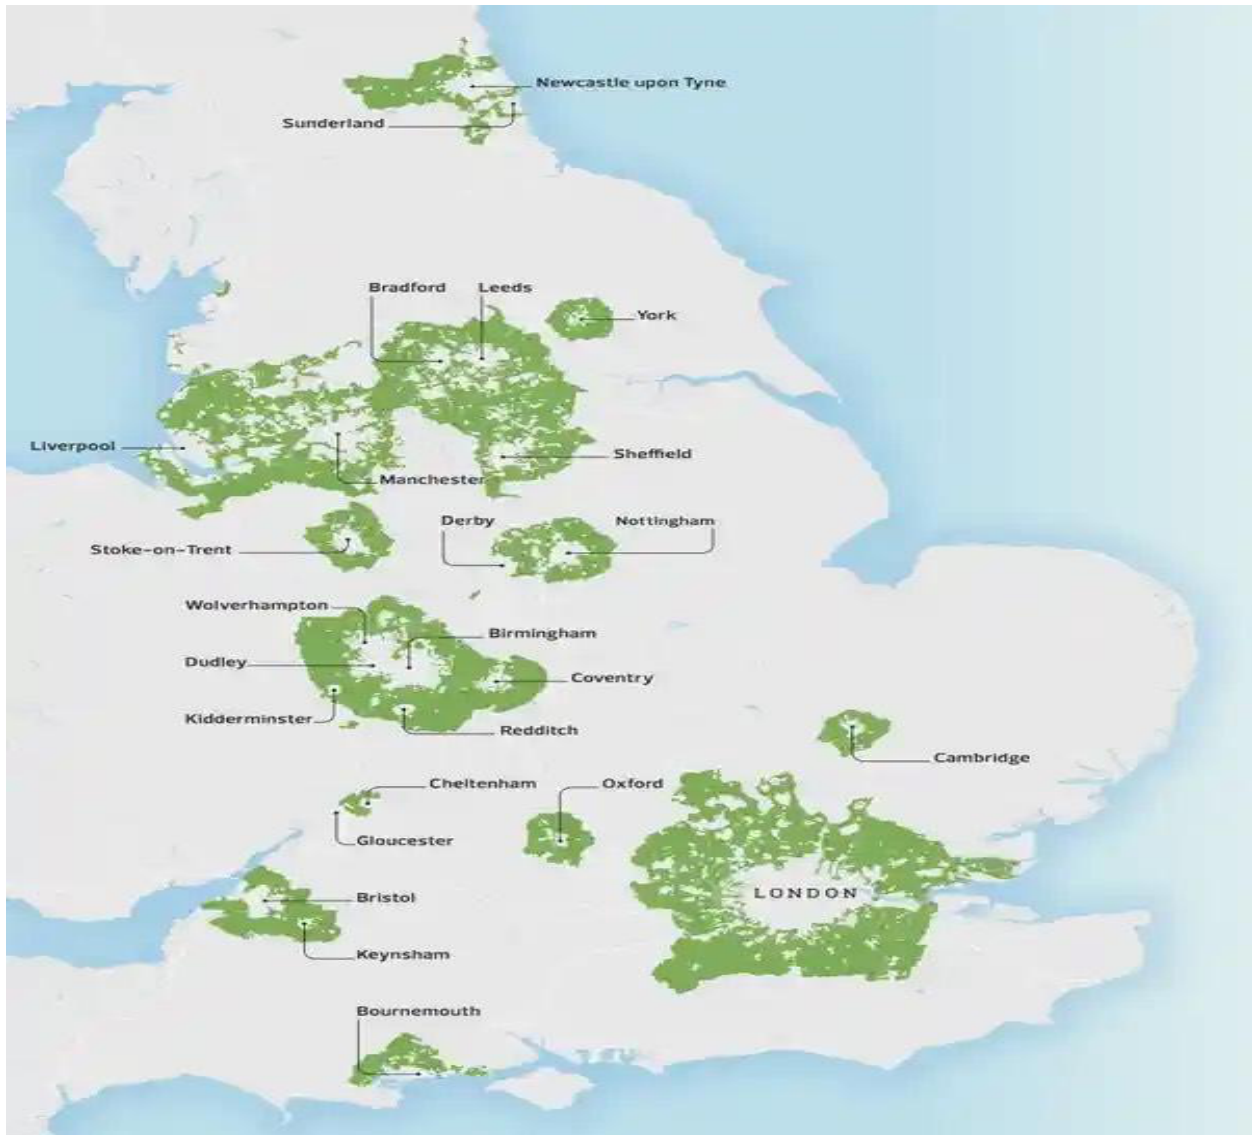 Newcastle upon Tyne
Sunderland
Bradford
Leeds
York
Liverpool
Sheffield
Manchester
Derby
Nottingham
Stoke-on-Trent
Wolverhampton
Birmingham
Dudley
Coventry
Kidderminster
Redditch
Cambridge
Cheltenham
Oxford
Gloucester
LONDON
Bristol
Keynsham
Bournemouth